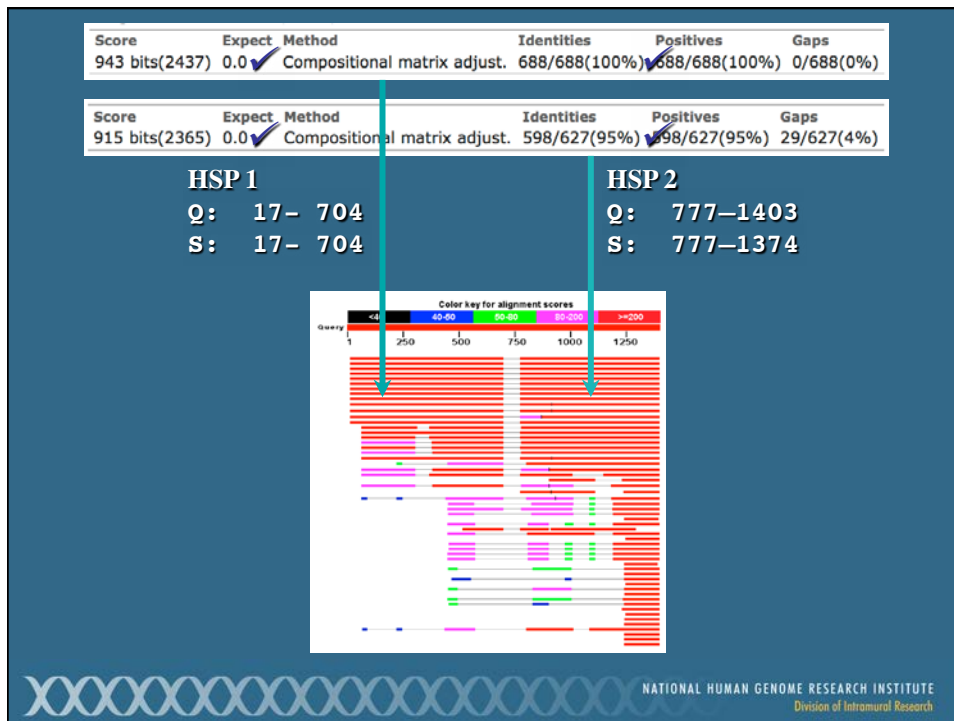 Score Expect Method Identities Positives Gaps
943 bits(2437) 0.0 Compositional matrix adjust. 688/688(100%) 688/688(100%) 0/688(0%)
Score Expect Method Identities Positives Gaps
915 bits(2365) 0.0 Compositional matrix adjust. 598/627(95%) 598/627(95%) 29/627(4%)
HSP 1 HSP 2
Q: 17– 704 Q: 777—1403
S: 17– 704 S: 777—1374
Color key for alignment scores
<40 40-50 50-80 80-200 >=200
Query
1 250 500 750 1000 1250
NATIONAL HUMAN GENOME RESEARCH INSTITUTE
Division of Intramural Research